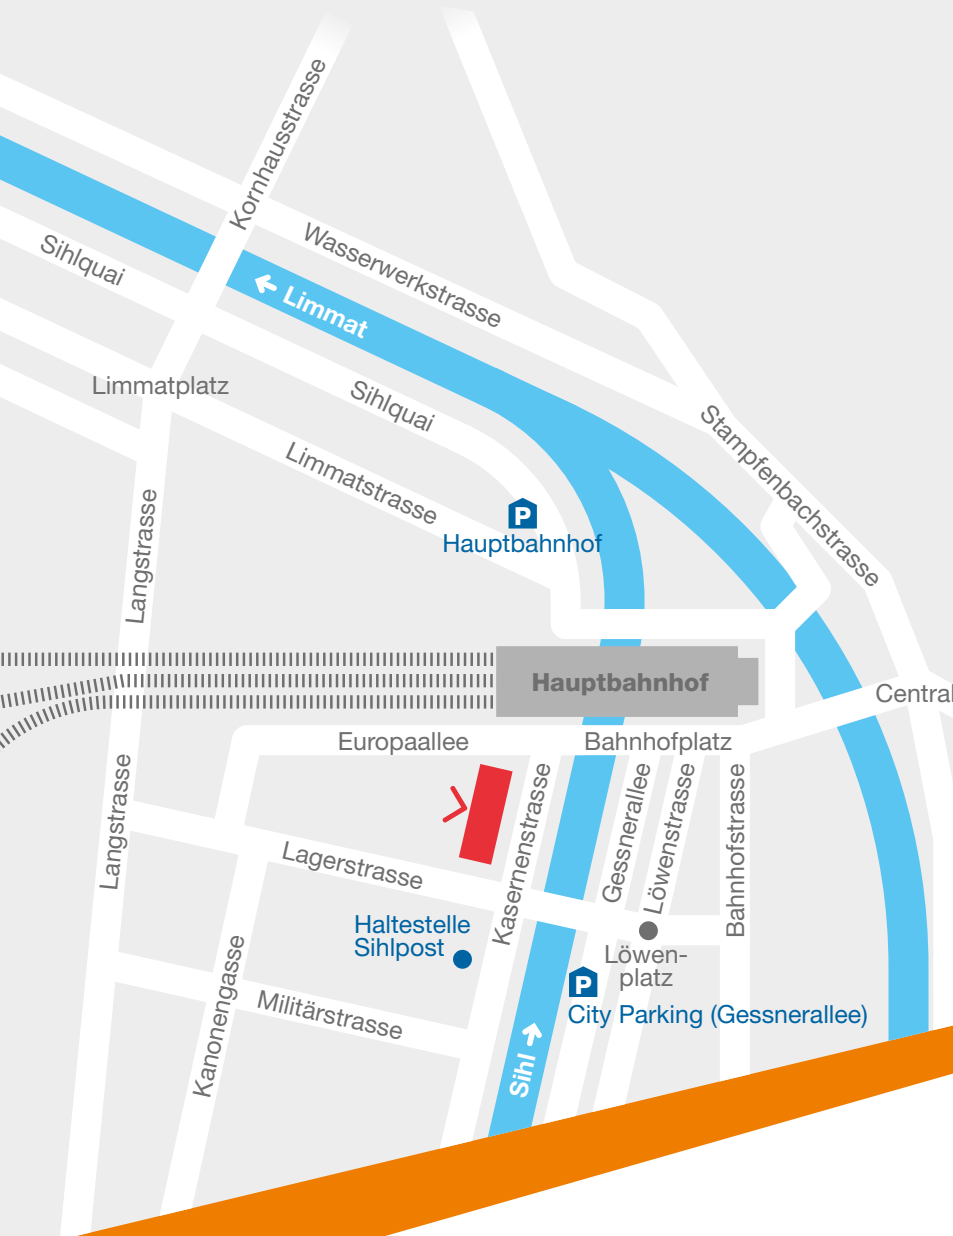 Kornhausstrasse
Wasserwerkstrasse
Sihlquai
Limmat
Limmatplatz
Sihlquai
Stampfenbachstrasse
Limmatstrasse
Langstrasse
P
Hauptbahnhof
Hauptbahnhof
Central
Europaallee
Bahnhofplatz
Langstrasse
Kasernenstrasse
Gessnerallee
Löwenstrasse
Bahnhofstrasse
Lagerstrasse
Haltestelle
Sihlpost
Löwen-
platz
P
City Parking (Gessnerallee)
Kanonengasse
Militärstrasse
Sihl